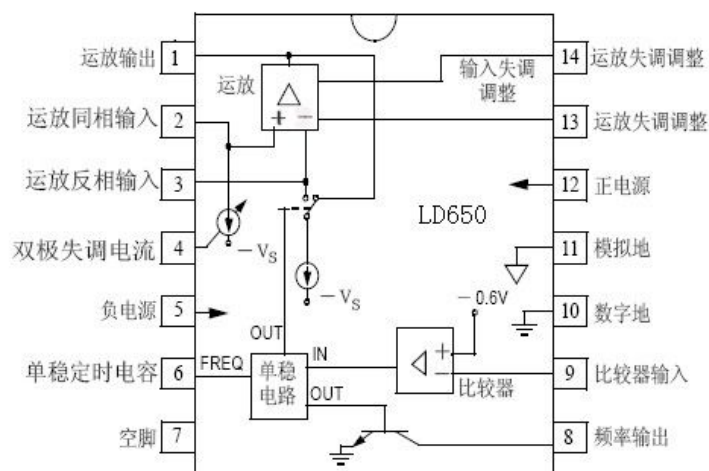 运放输出 1
运放同相输入 2
运放反相输入 3
双极失调电流 4
负电源 5
单稳定时电容 6
空脚 7
14 运放失调调整
13 运放失调调整
12 正电源
11 模拟地
10 数字地
9 比较器输入
8 频率输出
运放
+
−
输入失调
调整
LD650
−VS
−VS
−0.6V
OUT
FREQ
单稳
电路
IN
OUT
+
−
比较器